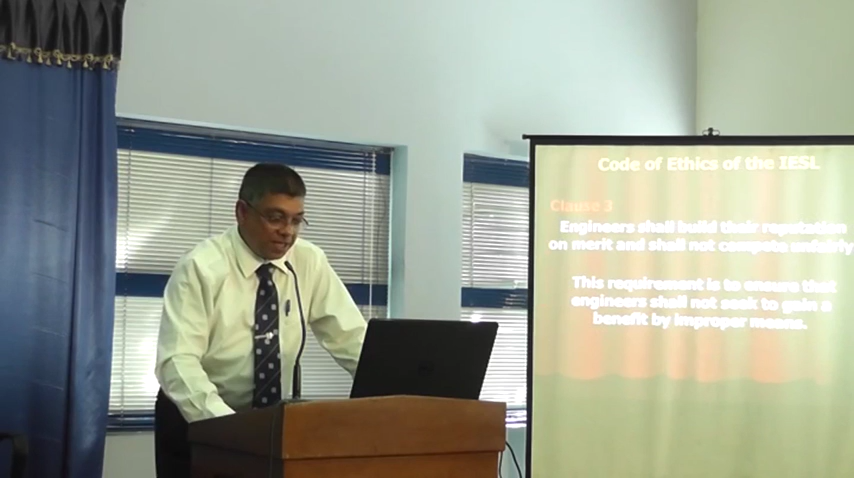 Code of Ethics of the IESL
Clause 3
Engineers shall build their reputation
on merit and shall not compete unfairly
This requirement is to ensure that
engineers shall not seek to gain a
benefit by improper means.